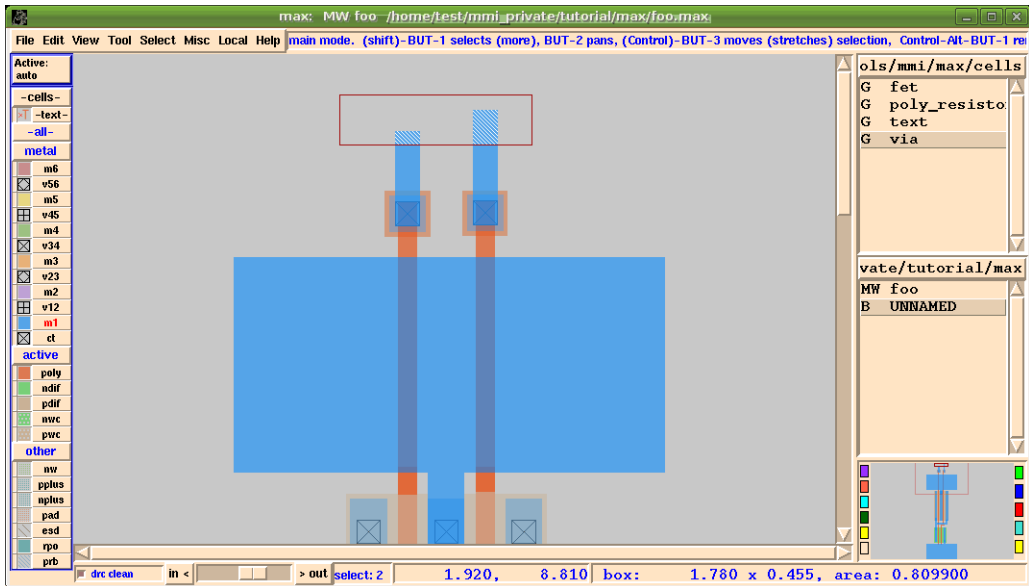 max: MW foo /home/test/mmi_private/tutorial/max/foo.max
File Edit View Tool Select Misc Local Help
main mode. (shift)-BUT-1 selects (more), BUT-2 pans, (Control)-BUT-3 moves (stretches) selection, Control-Alt-BUT-1 re
Active:
auto
-cells-
>T -text-
-all-
metal
m6
v56
m5
v45
m4
v34
m3
v23
m2
v12
m1
ct
active
poly
ndif
pdif
nwc
pwc
other
nw
pplus
nplus
pad
esd
rpo
prb
ols/mmi/max/cells
G fet
G poly_resisto
G text
G via
vate/tutorial/max
MW foo
B UNNAMED
drc clean
in <
> out
select: 2
1.920, 8.810
box: 1.780 x 0.455, area: 0.809900